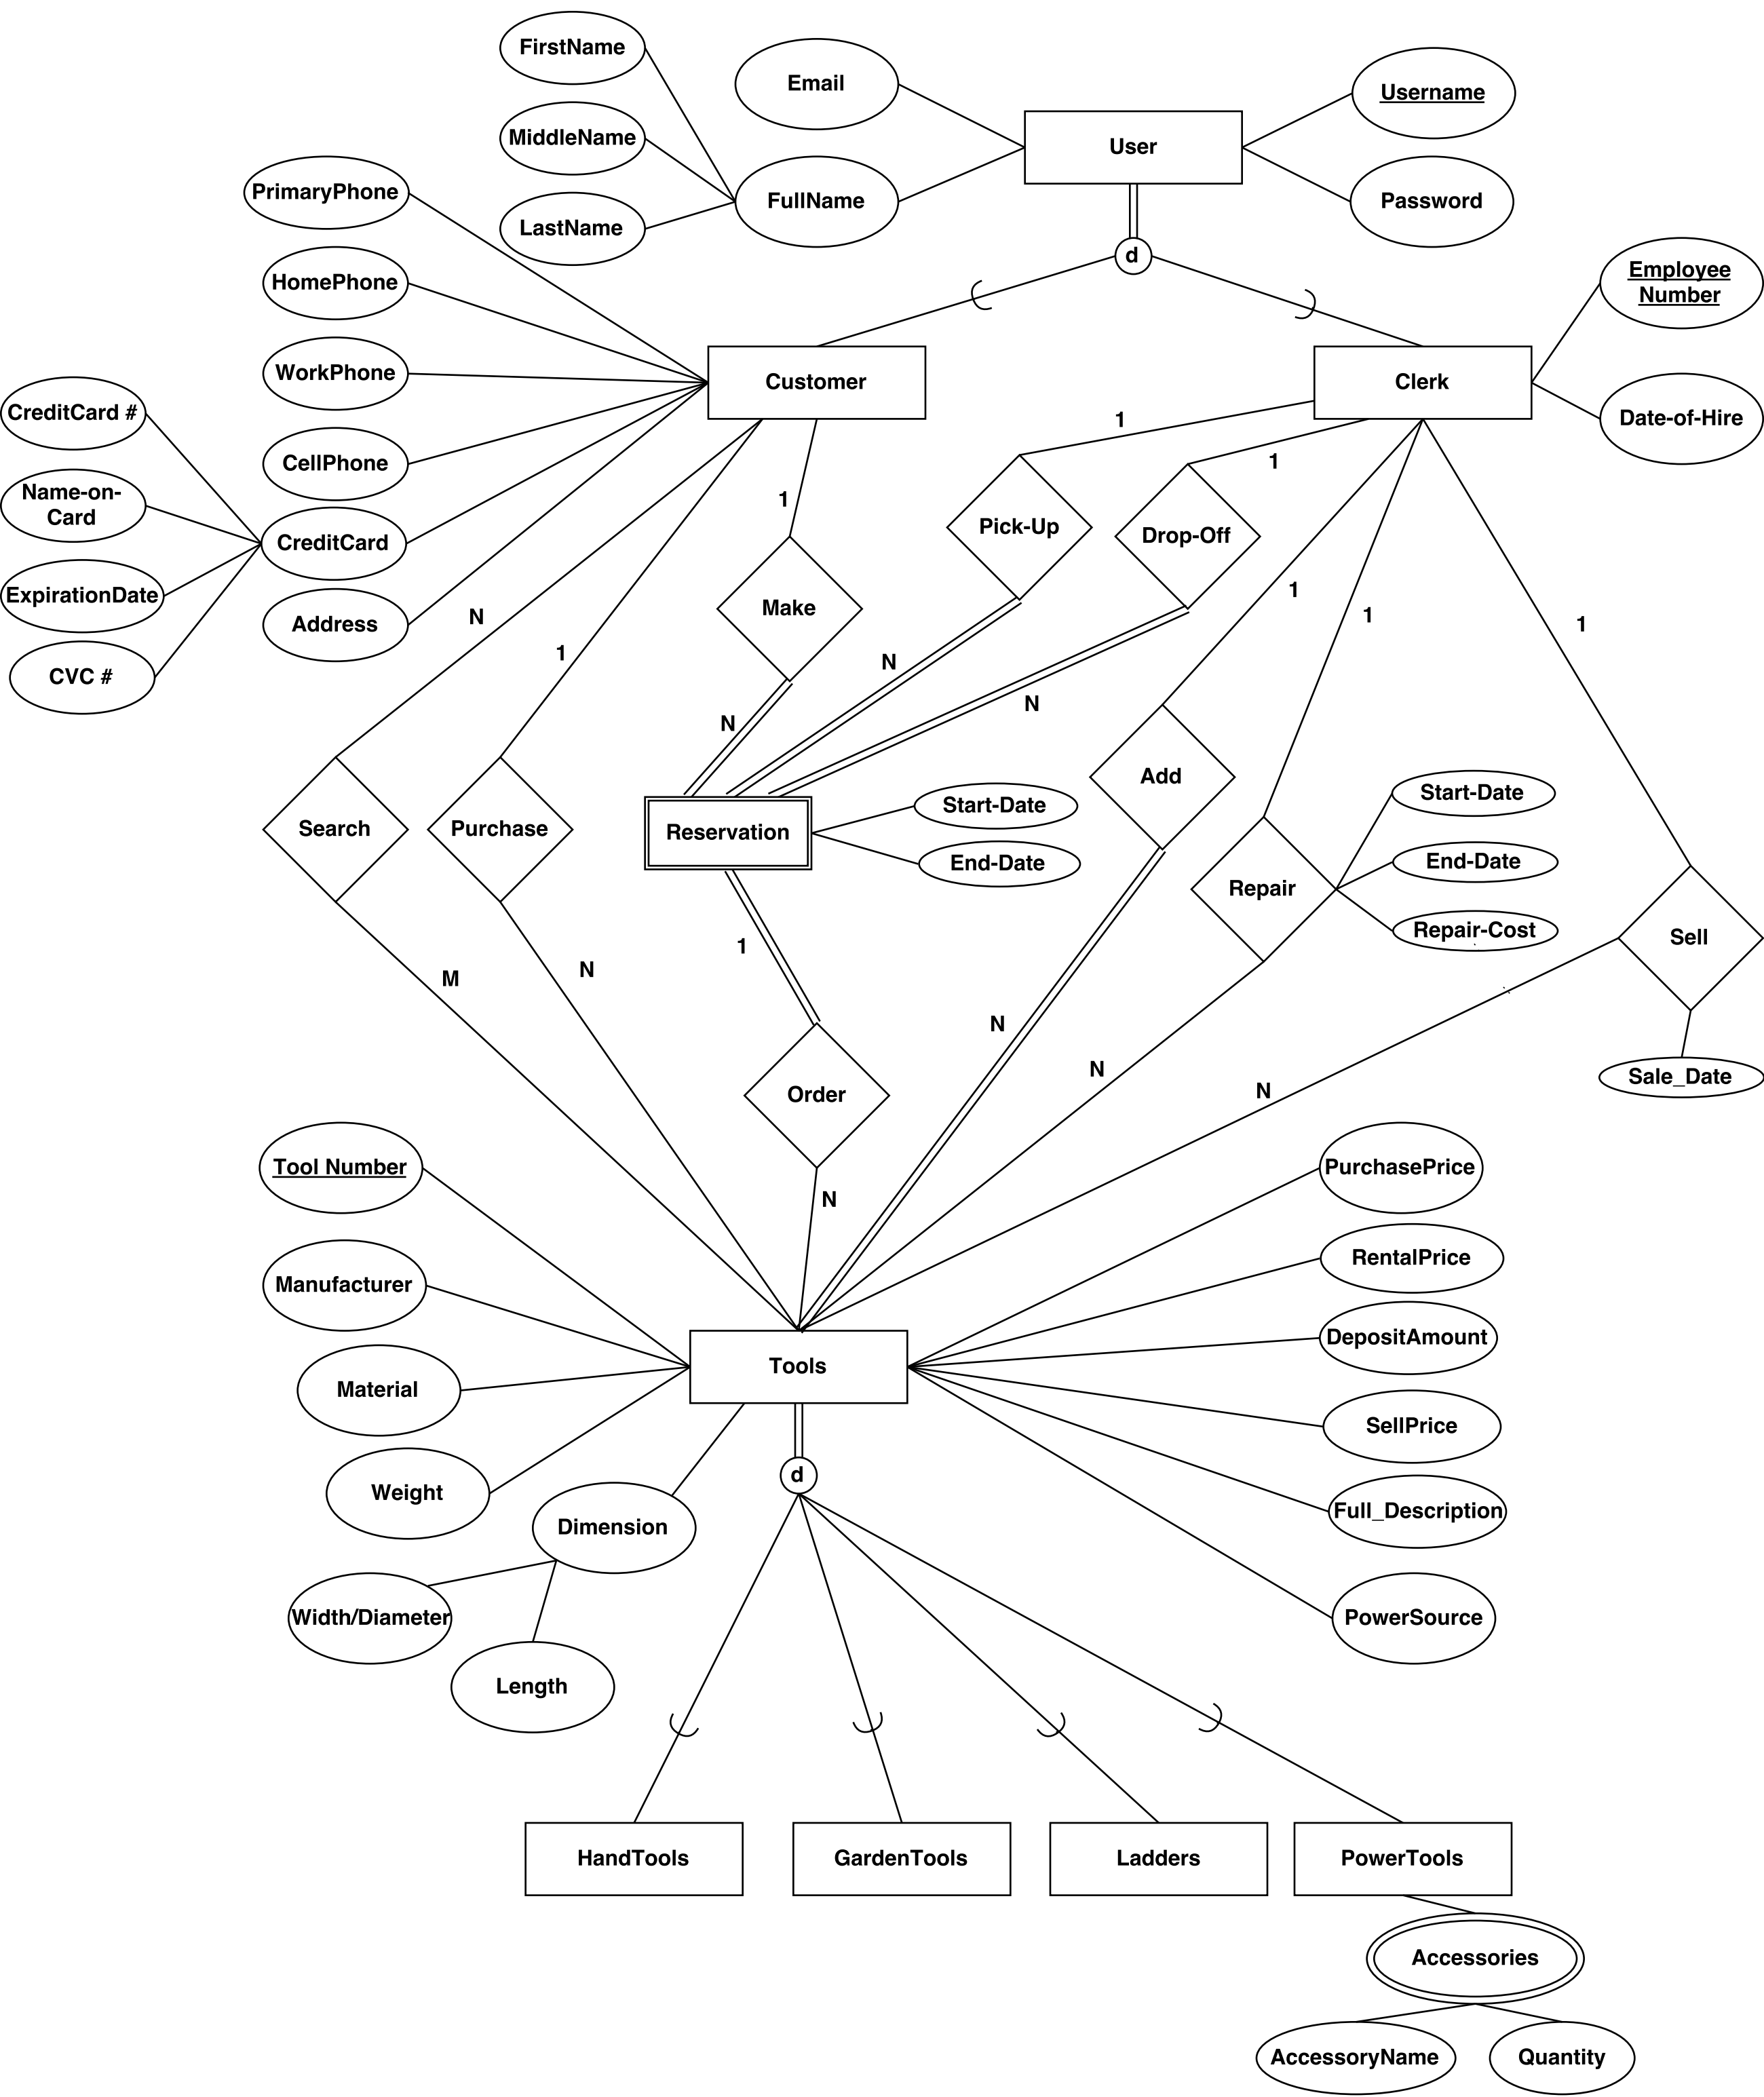 FirstName
Email
Username
MiddleName
User
PrimaryPhone
FullName
Password
LastName
d
Employee
Number
HomePhone
WorkPhone
Customer
Clerk
CreditCard #
1
Date-of-Hire
CellPhone
1
Name-on-
Card
1
Pick-Up
Drop-Off
CreditCard
ExpirationDate
Make
1
Address
N
1
1
1
N
CVC #
N
N
Add
Start-Date
Start-Date
Search
Purchase
Reservation
End-Date
End-Date
Repair
Repair-Cost
Sell
1
N
M
N
N
Sale_Date
Order
N
Tool Number
PurchasePrice
N
RentalPrice
Manufacturer
DepositAmount
Tools
Material
SellPrice
d
Weight
Full_Description
Dimension
Width/Diameter
PowerSource
Length
HandTools
GardenTools
Ladders
PowerTools
Accessories
AccessoryName
Quantity